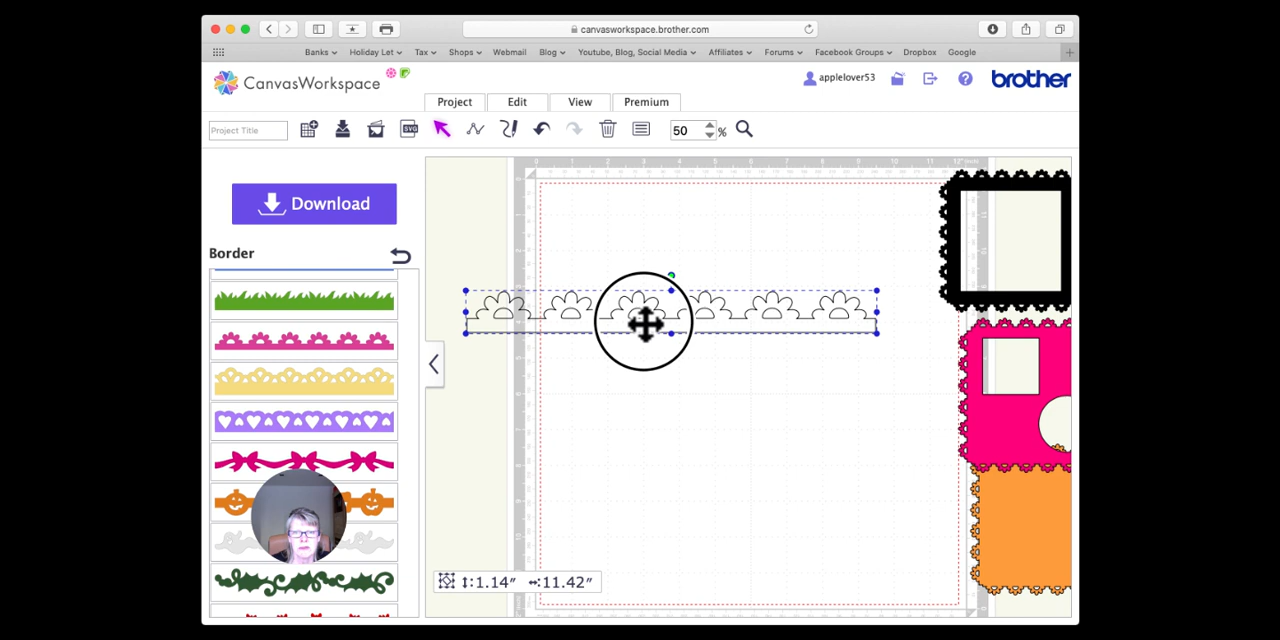 canvasworkspace.brother.com
Banks Holiday Let Tax Shops Webmail Blog Youtube, Blog, Social Media Affiliates Forums Facebook Groups Dropbox Google
CanvasWorkspace
applelover53
brother
Project Edit View Premium
Project Title
SVG
50 %
Download
Border
1.14″ 11.42″